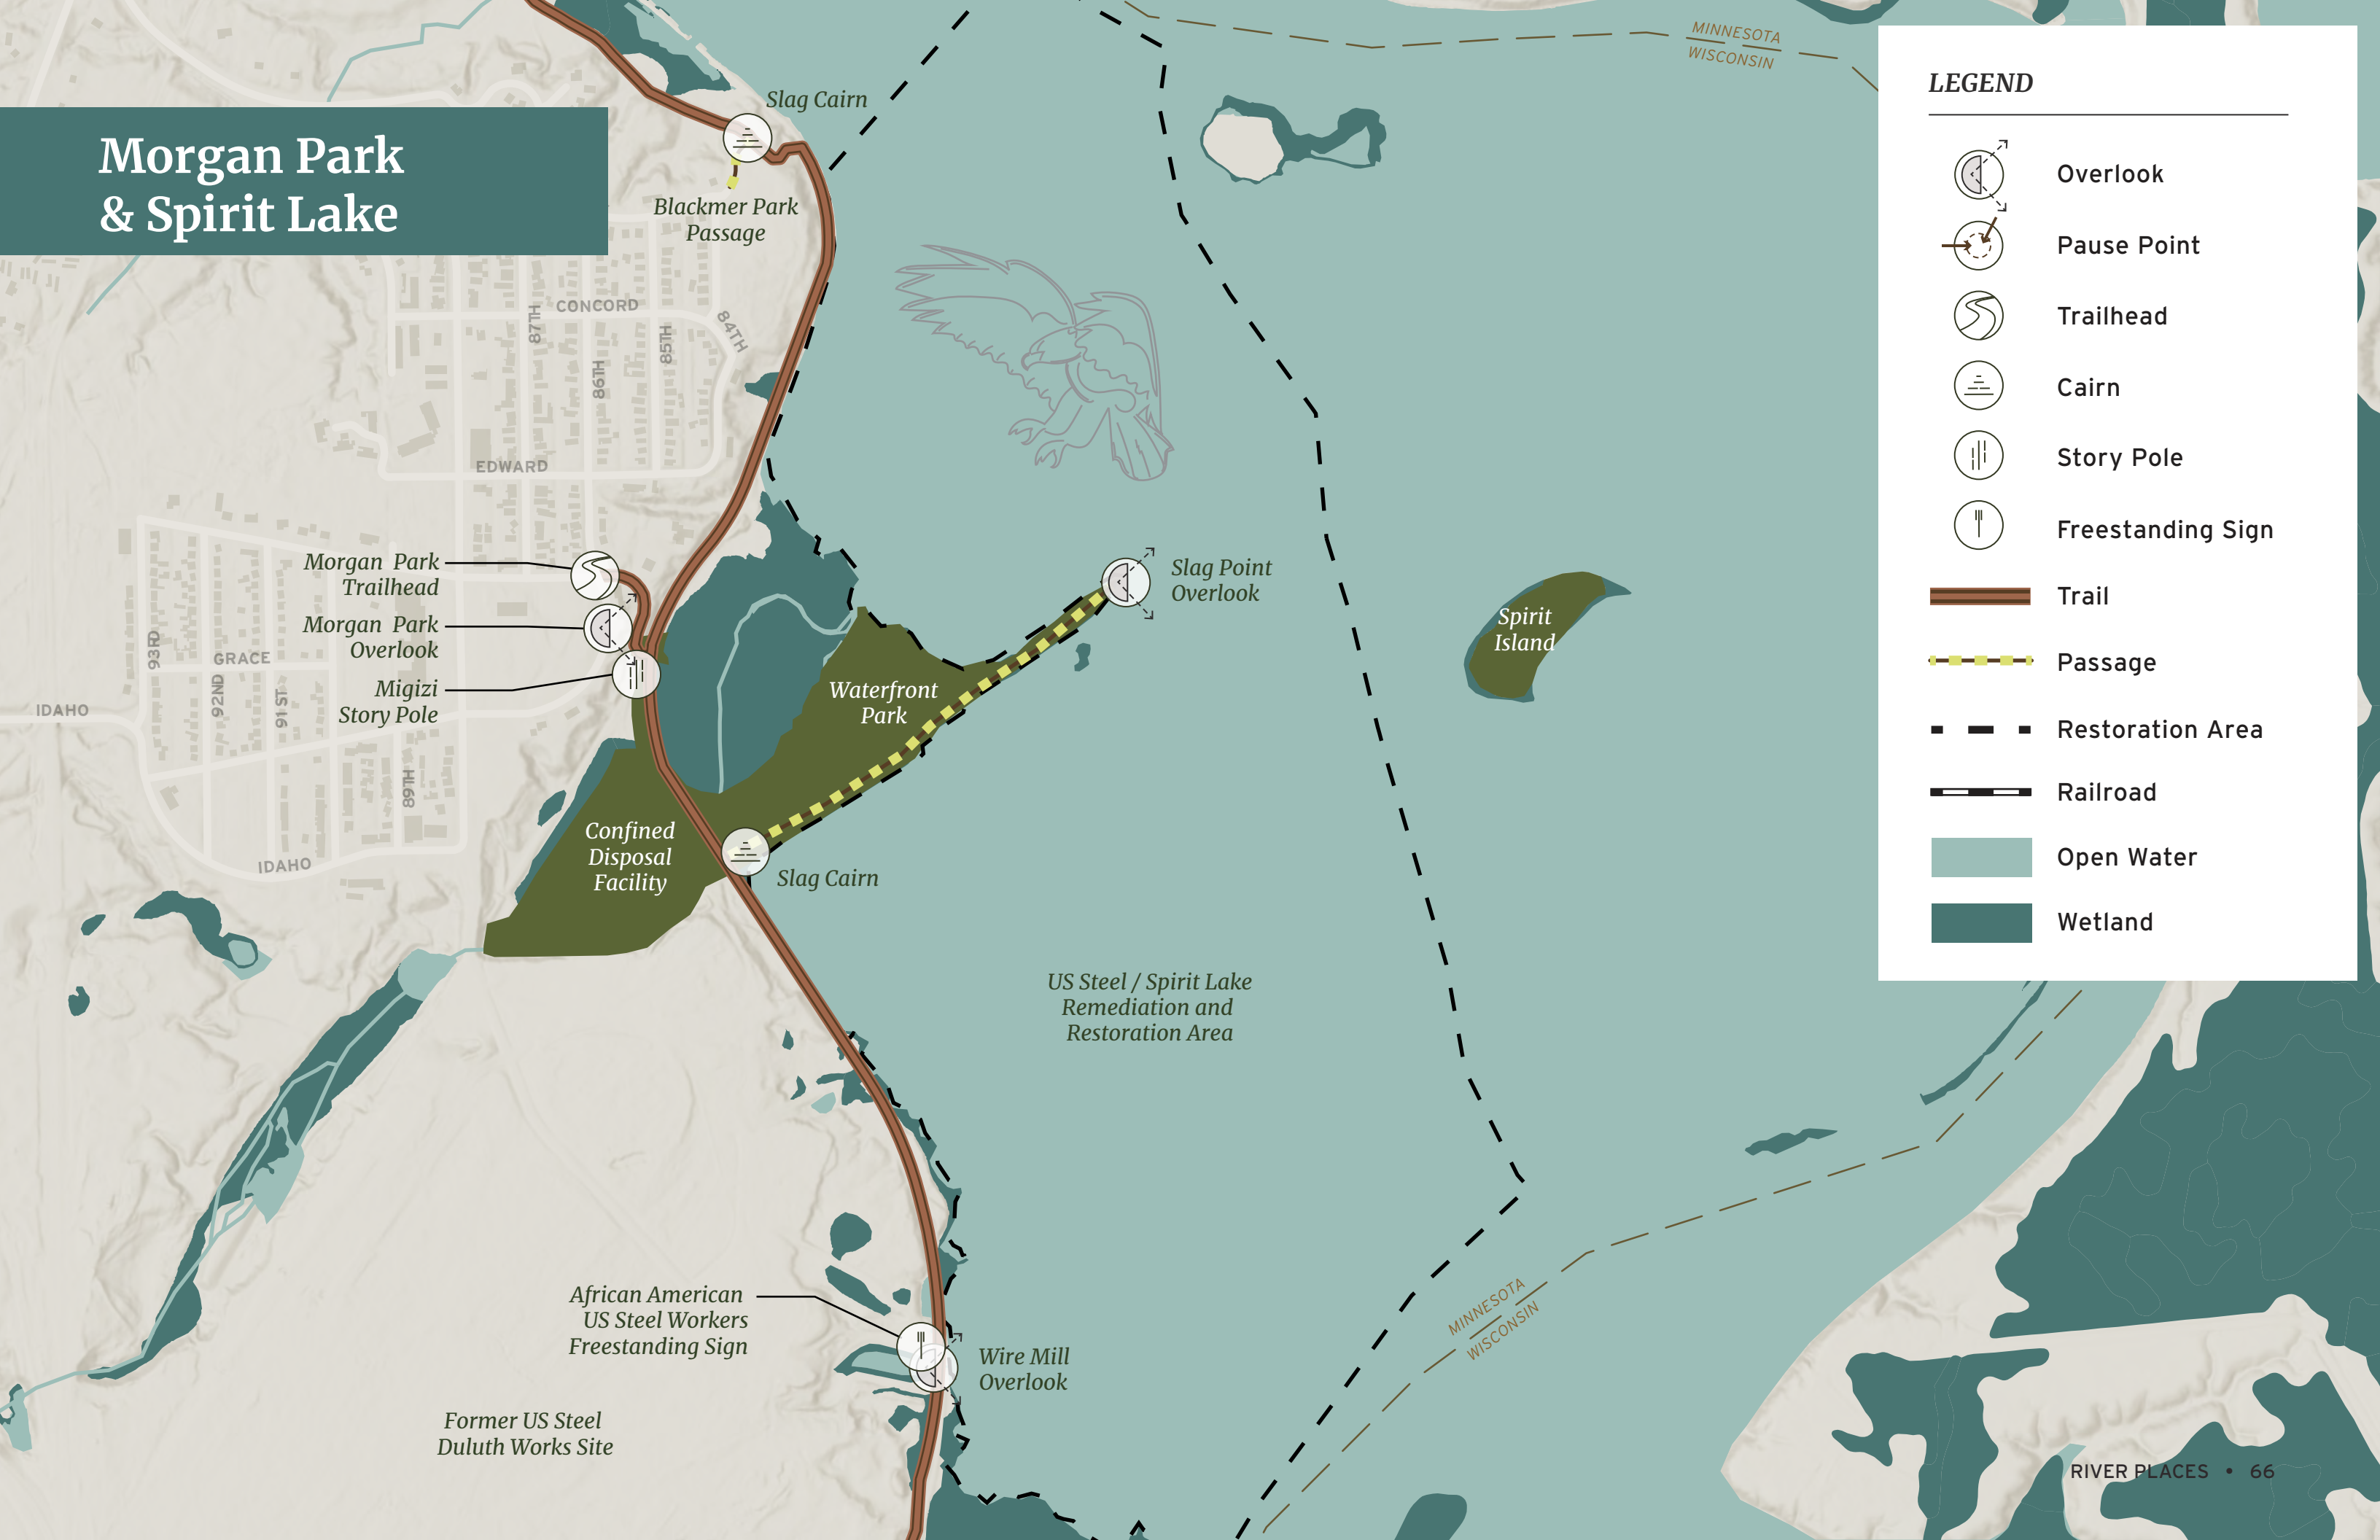 Morgan Park
& Spirit Lake
Slag Cairn
Blackmer Park
Passage
MINNESOTA
WISCONSIN
CONCORD
87TH
86TH
85TH
84TH
EDWARD
Morgan Park
Trailhead
Morgan Park
Overlook
Migizi
Story Pole
93RD
GRACE
92ND
91 ST
IDAHO
89TH
IDAHO
Slag Point
Overlook
Spirit
Island
Waterfront
Park
Confined
Disposal
Facility
Slag Cairn
US Steel / Spirit Lake
Remediation and
Restoration Area
African American
US Steel Workers
Freestanding Sign
Wire Mill
Overlook
MINNESOTA
WISCONSIN
Former US Steel
Duluth Works Site
LEGEND
Overlook
Pause Point
Trailhead
Cairn
Story Pole
Freestanding Sign
Trail
Passage
Restoration Area
Railroad
Open Water
Wetland
RIVER PLACES • 66